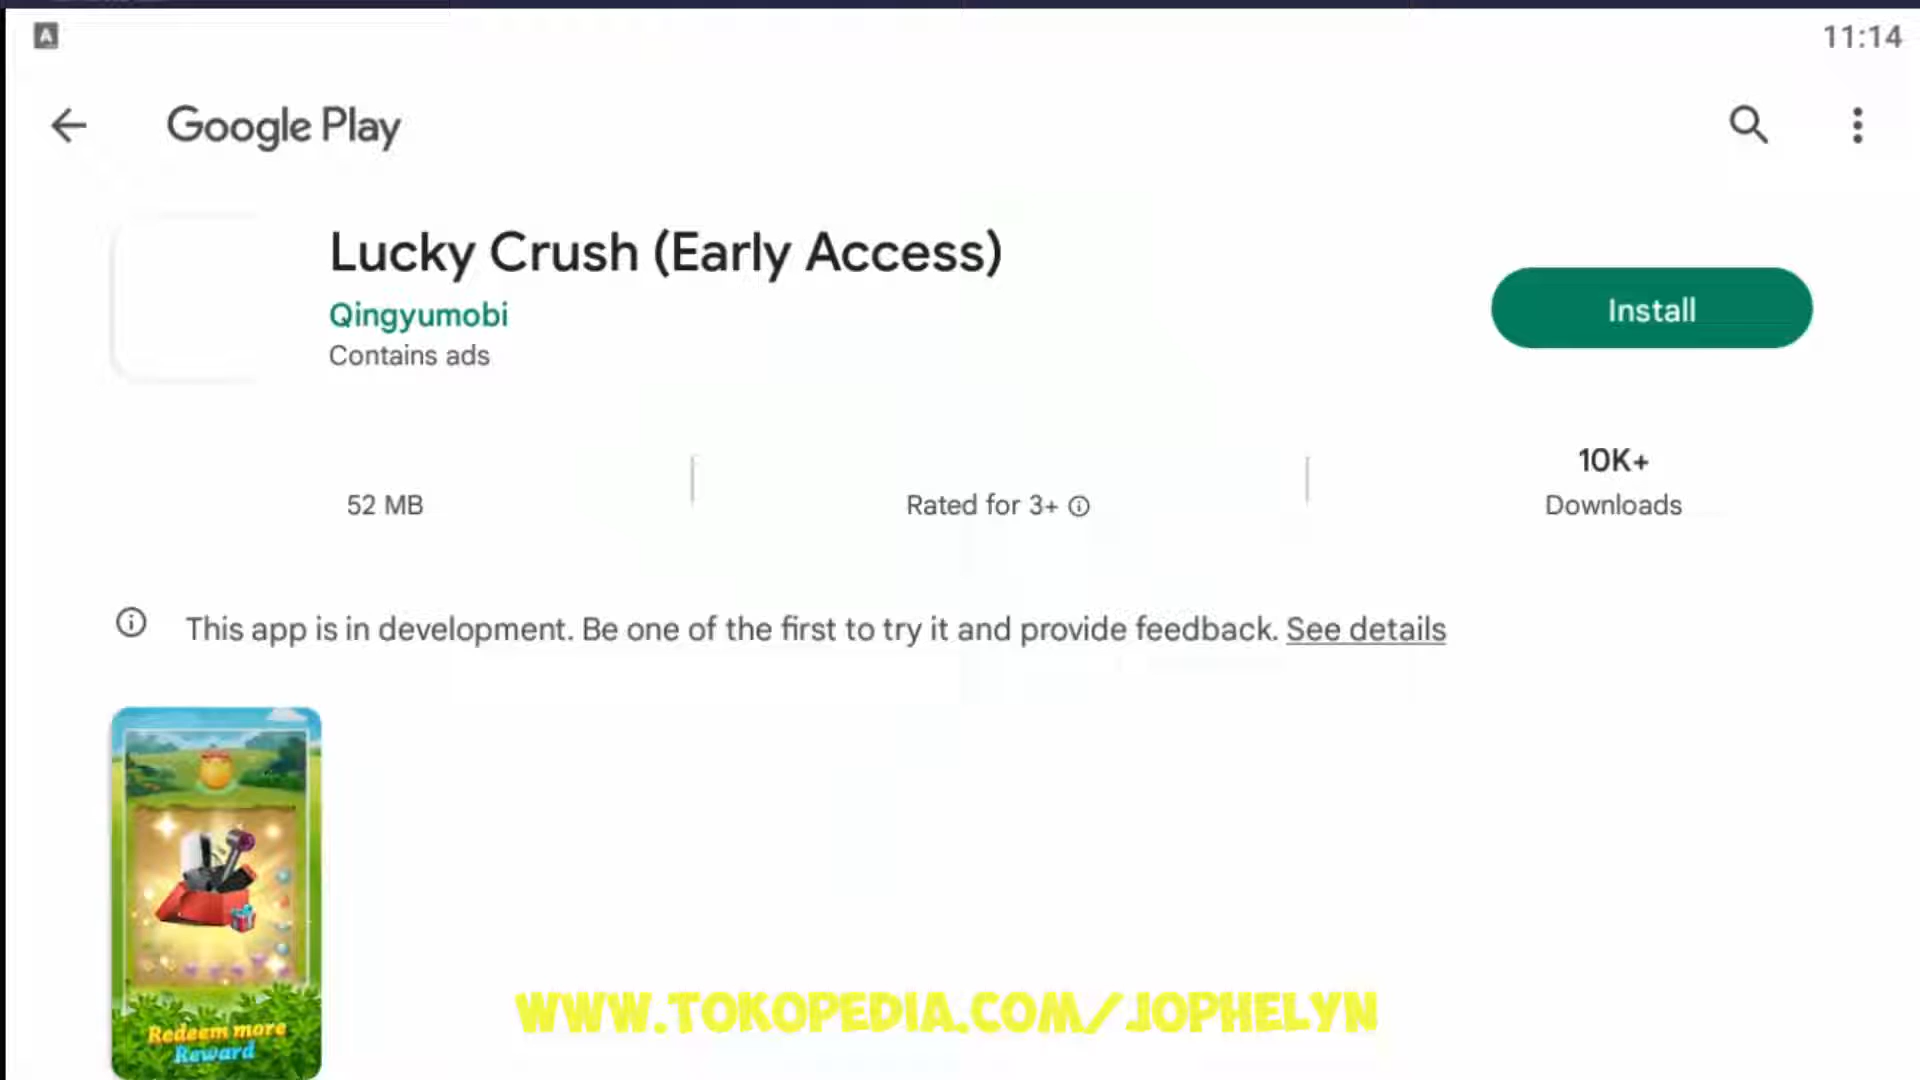 A
11:14
Google Play
Lucky Crush (Early Access)
Qingyumobi
Contains ads
Install
52 MB
Rated for 3+
10K+
Downloads
This app is in development. Be one of the first to try it and provide feedback. See details
Redeem more
Reward
WWW.TOKOPEDIA.COM/JOPHELYN